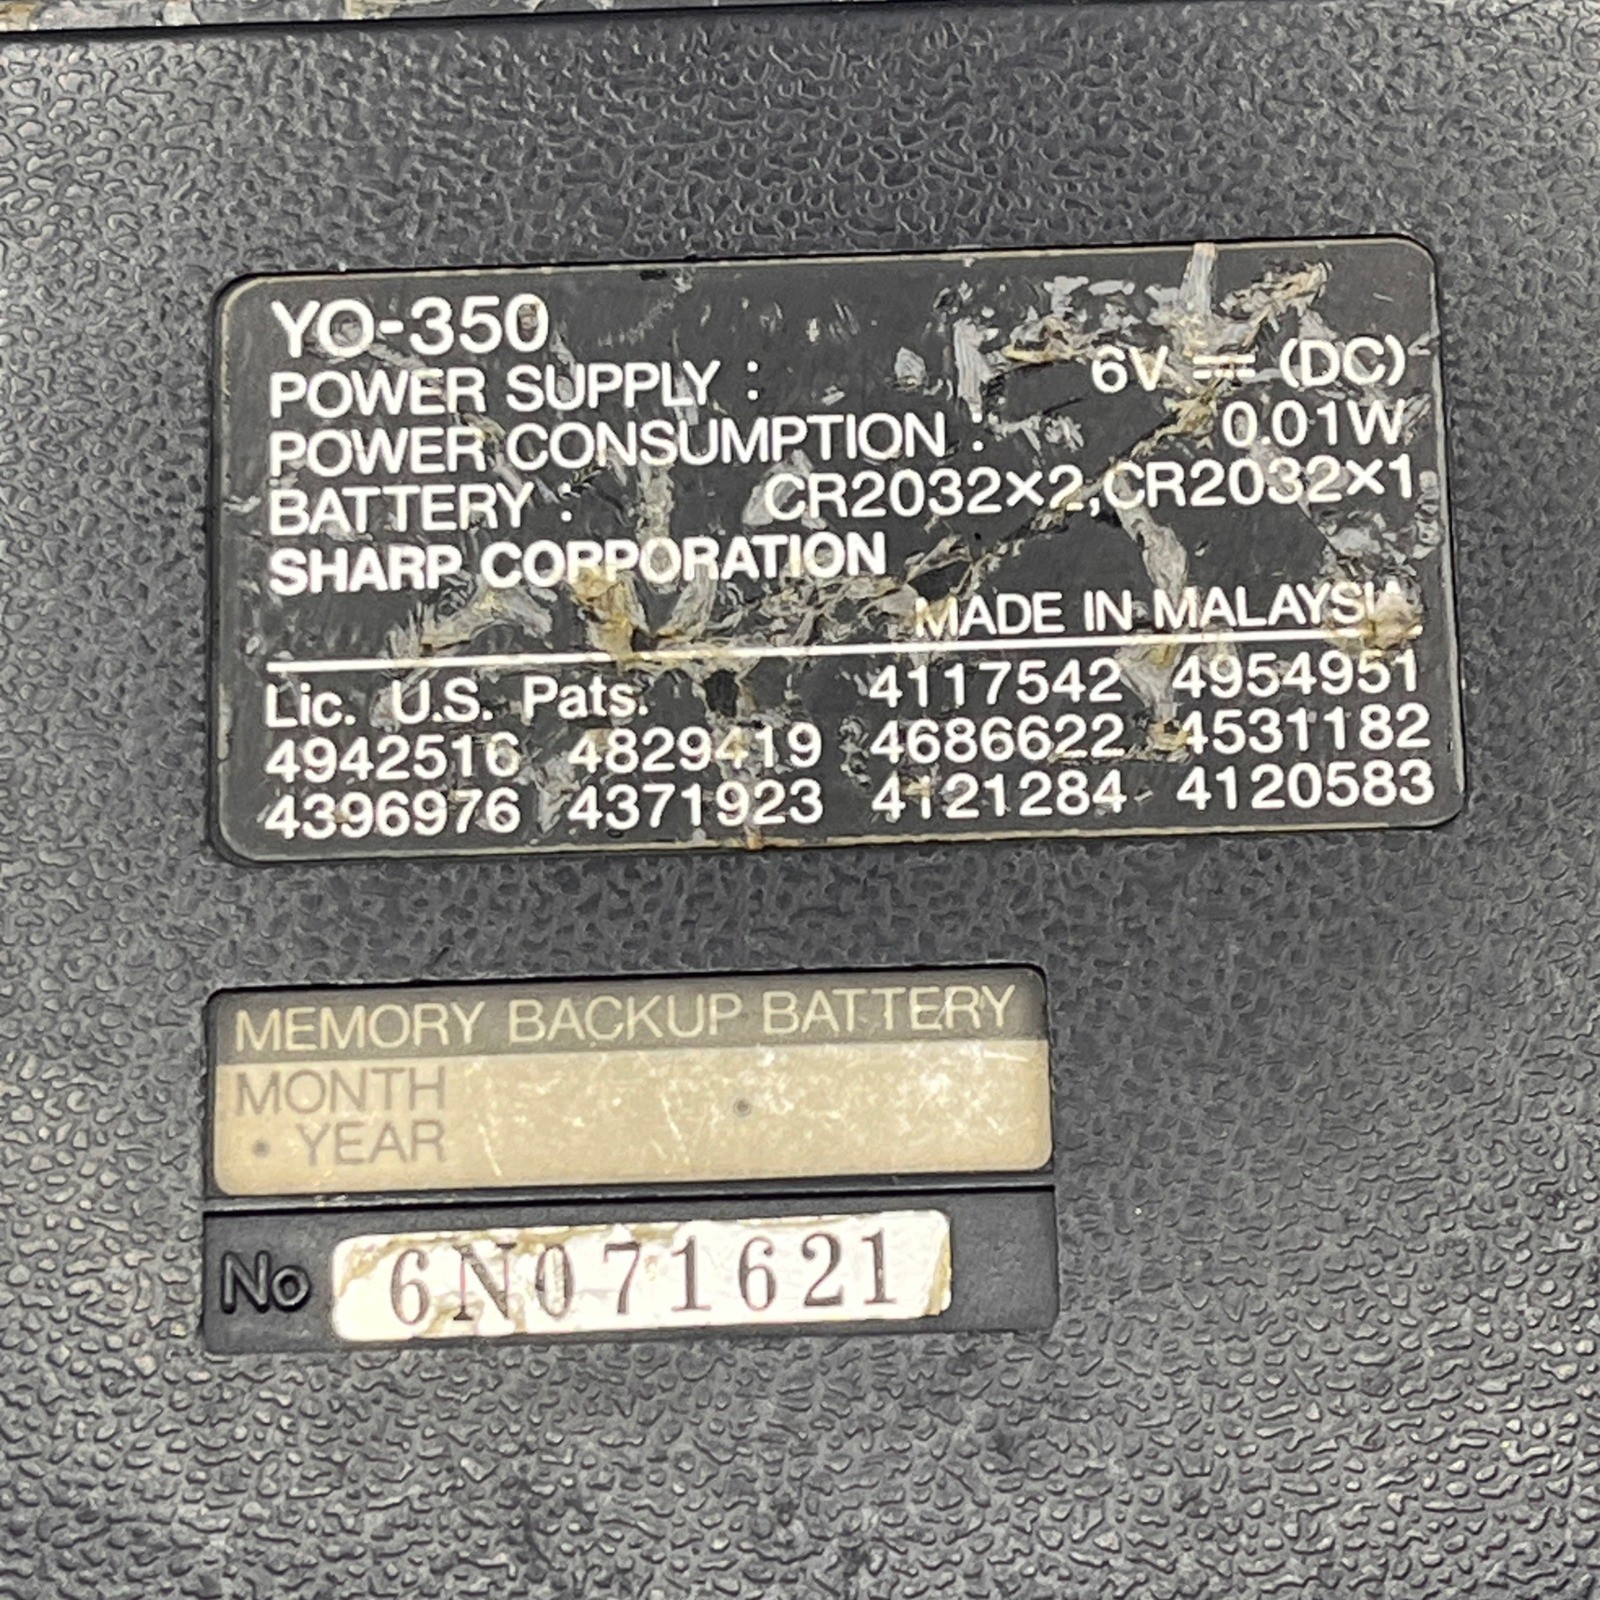 YO-350
POWER SUPPLY : 6V ⎓ (DC)
POWER CONSUMPTION : 0.01W
BATTERY : CR2032×2,CR2032×1
SHARP CORPORATION
MADE IN MALAYSIA
Lic. U.S. Pats. 4117542 4954951
4942516 4829419 4686622 4531182
4396976 4371923 4121284 4120583
MEMORY BACKUP BATTERY
MONTH
• YEAR
No 6N071621